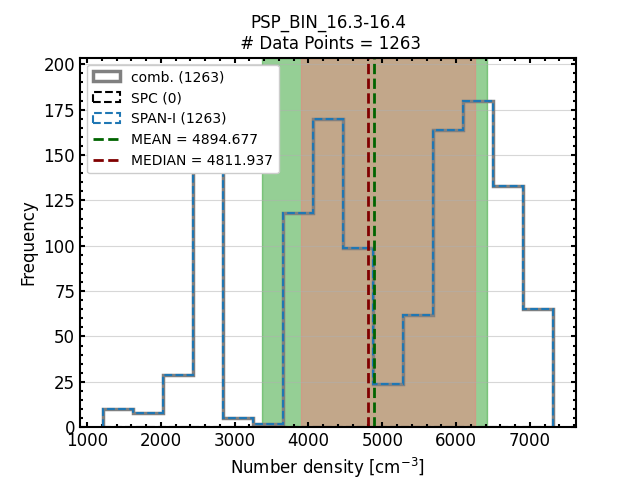 PSP_BIN_16.3-16.4
# Data Points = 1263
200
175
150
125
100
75
50
25
0
Frequency
comb. (1263)
SPC (0)
SPAN-I (1263)
MEAN = 4894.677
MEDIAN = 4811.937
1000 2000 3000 4000 5000 6000 7000
Number density [cm⁻³]